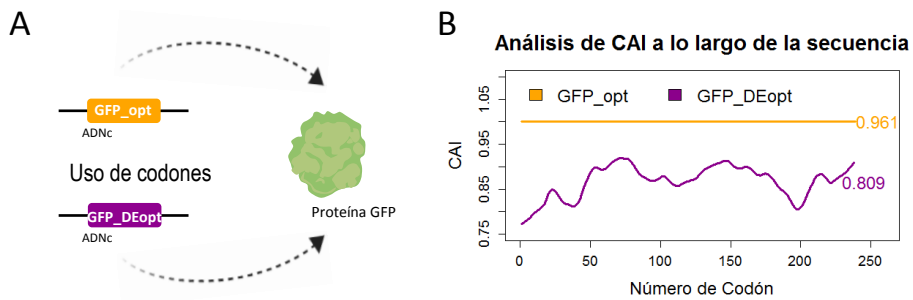 A
GFP_opt
ADNc
Uso de codones
GFP_DEopt
ADNc
Proteína GFP
B
Análisis de CAI a lo largo de la secuencia
GFP_opt GFP_DEopt
CAI
1.05
0.95
0.85
0.75
0.961
0.809
0 50 100 150 200 250
Número de Codón